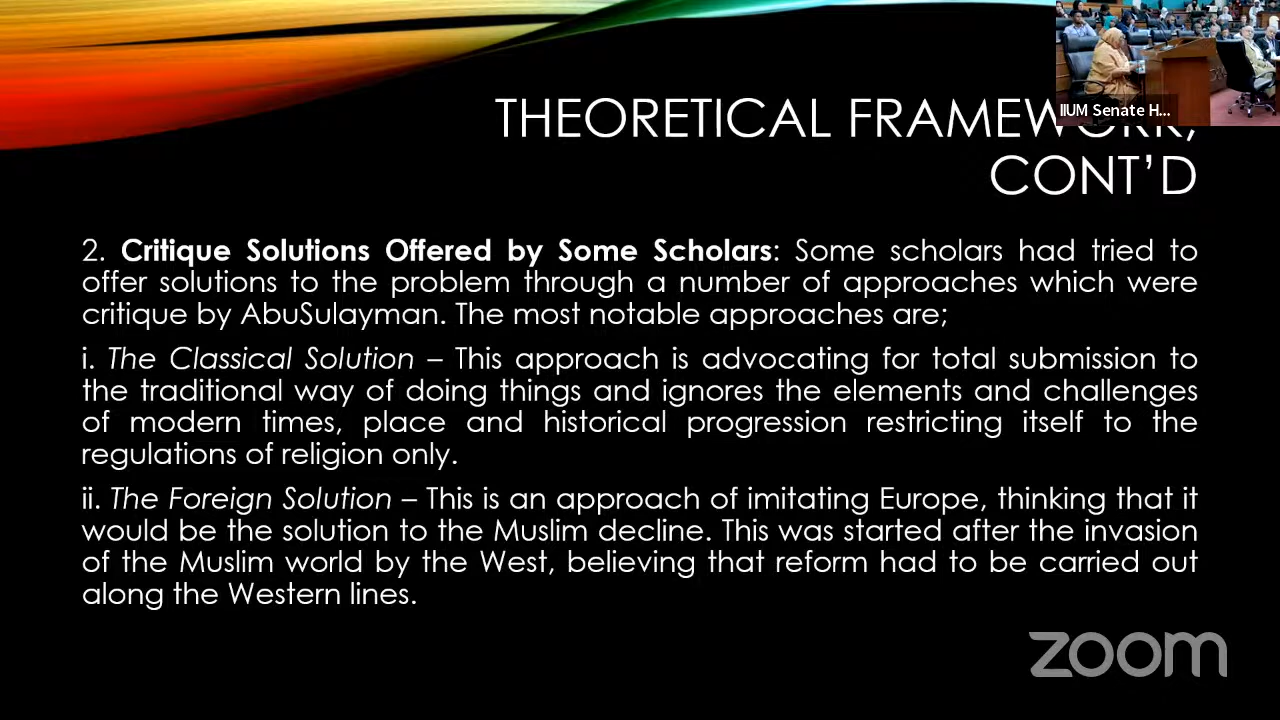 IIUM Senate H...
THEORETICAL FRAMEWORK,
CONT’D
2. Critique Solutions Offered by Some Scholars: Some scholars had tried to
offer solutions to the problem through a number of approaches which were
critique by AbuSulayman. The most notable approaches are;
i. The Classical Solution – This approach is advocating for total submission to
the traditional way of doing things and ignores the elements and challenges
of modern times, place and historical progression restricting itself to the
regulations of religion only.
ii. The Foreign Solution – This is an approach of imitating Europe, thinking that it
would be the solution to the Muslim decline. This was started after the invasion
of the Muslim world by the West, believing that reform had to be carried out
along the Western lines.
zoom